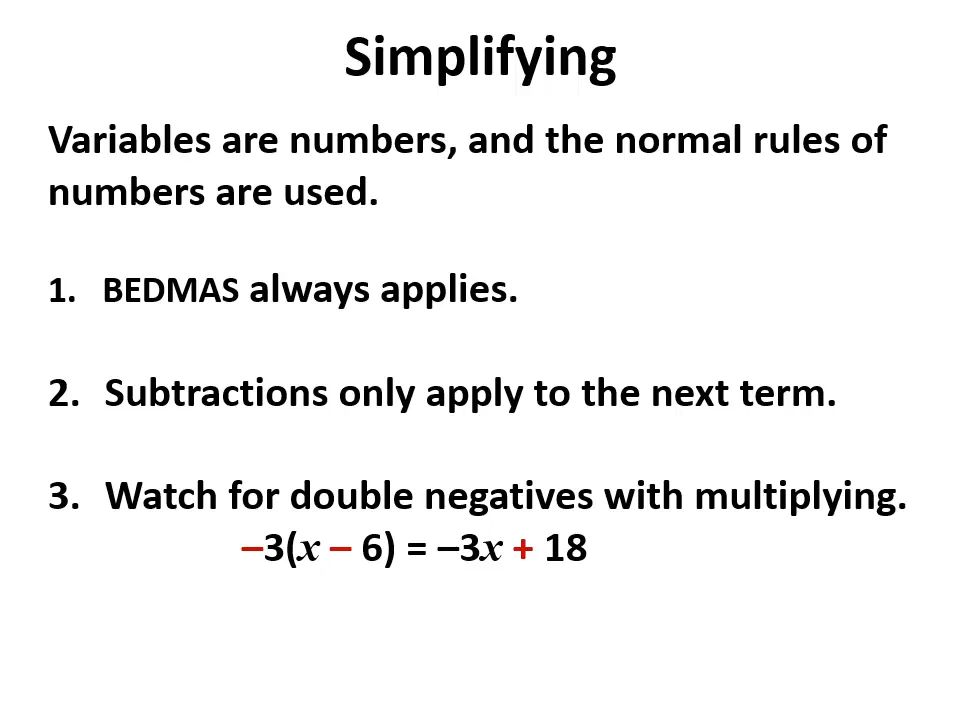 Simplifying
Variables are numbers, and the normal rules of
numbers are used.
1. BEDMAS always applies.
2. Subtractions only apply to the next term.
3. Watch for double negatives with multiplying.
–3(x – 6) = –3x + 18